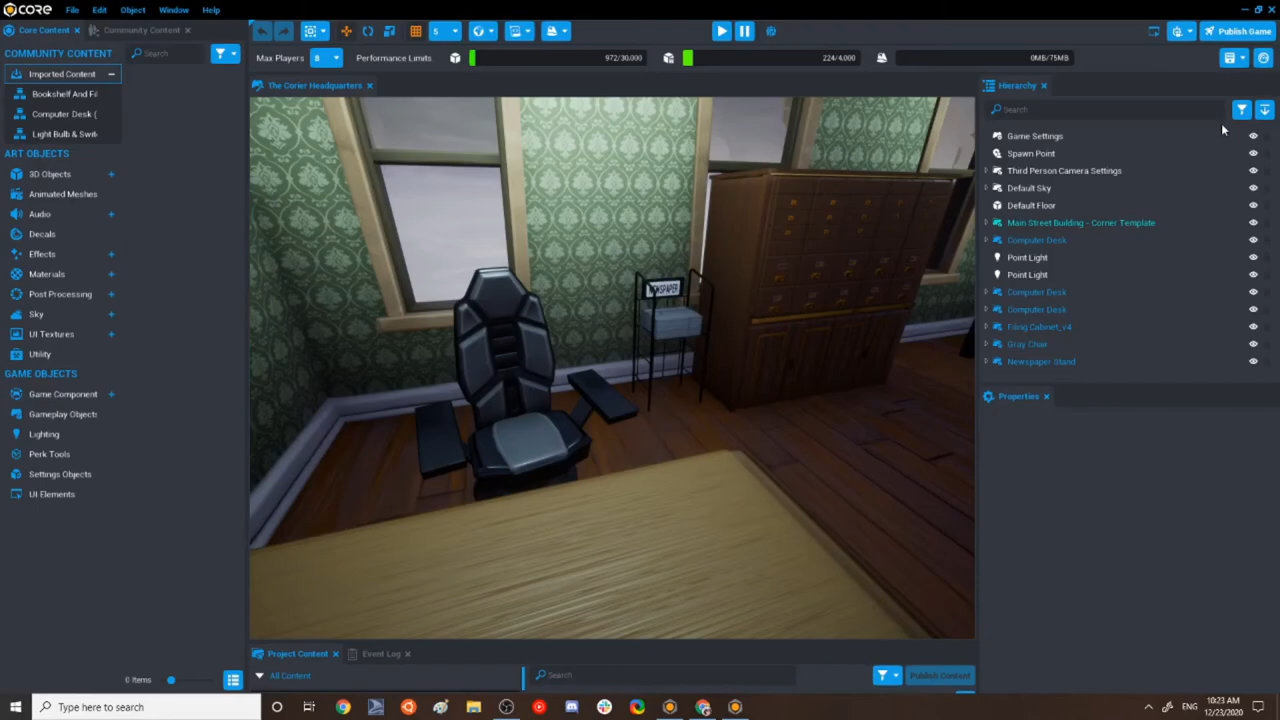 CORE File Edit Object Window Help
Core Content Community Content
COMMUNITY CONTENT Search
Imported Content
Bookshelf And Fil
Computer Desk (
Light Bulb & Swit
ART OBJECTS
3D Objects
Animated Meshes
Audio
Decals
Effects
Materials
Post Processing
Sky
UI Textures
Utility
GAME OBJECTS
Game Component
Gameplay Objects
Lighting
Perk Tools
Settings Objects
UI Elements
0 Items
5
Publish Game
Max Players 8 Performance Limits 972/30,000 224/4,000 0MB/75MB
The Corier Headquarters
NEWSPAPER
Hierarchy
Search
Game Settings
Spawn Point
Third Person Camera Settings
Default Sky
Default Floor
Main Street Building - Corner Template
Computer Desk
Point Light
Point Light
Computer Desk
Computer Desk
Filing Cabinet_v4
Gray Chair
Newspaper Stand
Properties
Project Content Event Log
All Content Search Publish Content
Type here to search
ENG
10:23 AM
12/23/2020